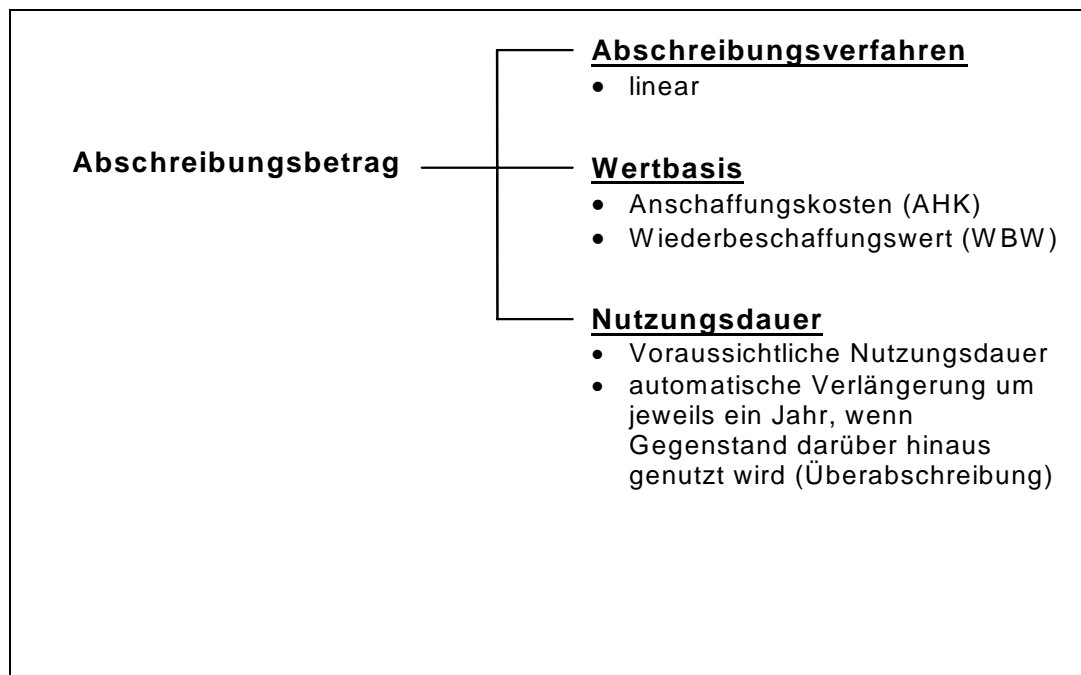 Abschreibungsverfahren
• linear
Abschreibungsbetrag
Wertbasis
• Anschaffungskosten (AHK)
• Wiederbeschaffungswert (WBW)
Nutzungsdauer
• Voraussichtliche Nutzungsdauer
• automatische Verlängerung um
jeweils ein Jahr, wenn
Gegenstand darüber hinaus
genutzt wird (Überabschreibung)